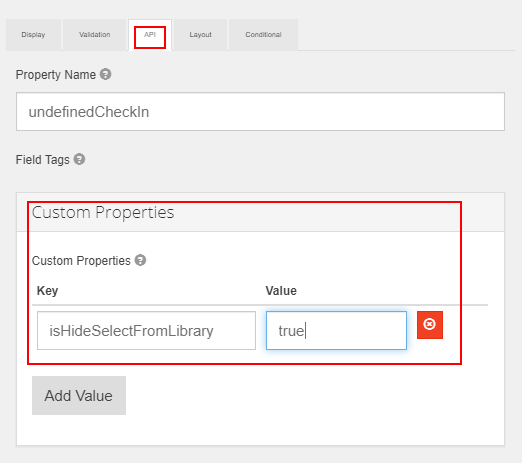 Display Validation API Layout Conditional
Property Name
undefinedCheckIn
Field Tags
Custom Properties
Custom Properties
Key Value
isHideSelectFromLibrary true
Add Value